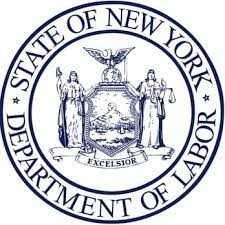 STATE OF NEW YORK
EXCELSIOR
DEPARTMENT OF LABOR